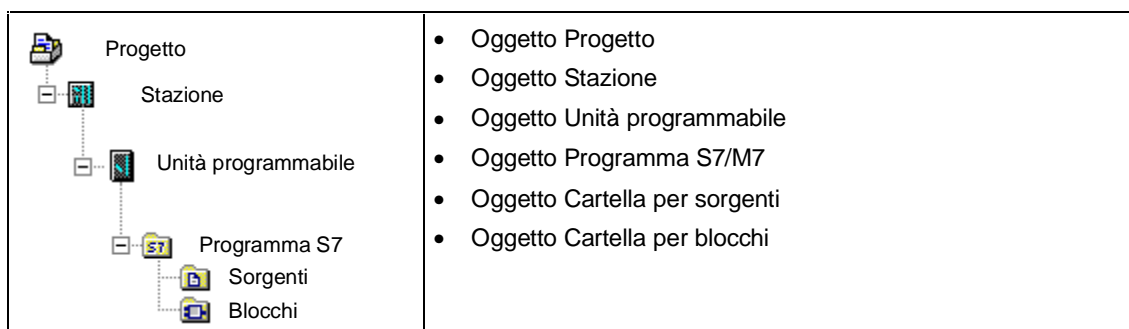 Progetto
Stazione
Unità programmabile
Programma S7
S7
Sorgenti
Blocchi
• Oggetto Progetto
• Oggetto Stazione
• Oggetto Unità programmabile
• Oggetto Programma S7/M7
• Oggetto Cartella per sorgenti
• Oggetto Cartella per blocchi